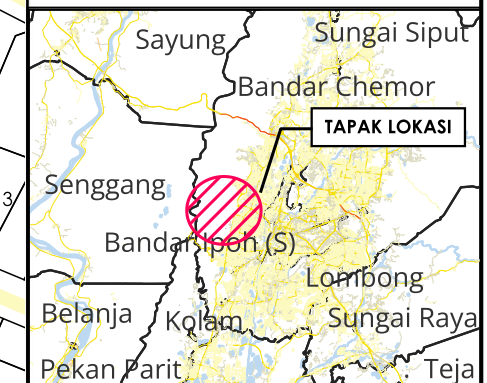 Sayung
Sungai Siput
Bandar Chemor
TAPAK LOKASI
3
Senggang
Bandar Ipoh (S)
Lombong
Belanja
Kolam
Sungai Raya
Pekan Parit
Teja